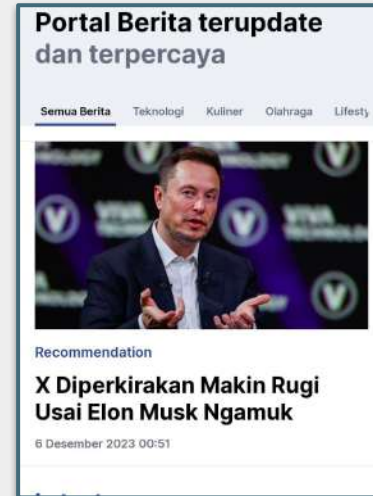 Portal Berita terupdate
dan terpercaya
Semua Berita Teknologi Kuliner Olahraga Lifesty
Recommendation
X Diperkirakan Makin Rugi
Usai Elon Musk Ngamuk
6 Desember 2023 00:51